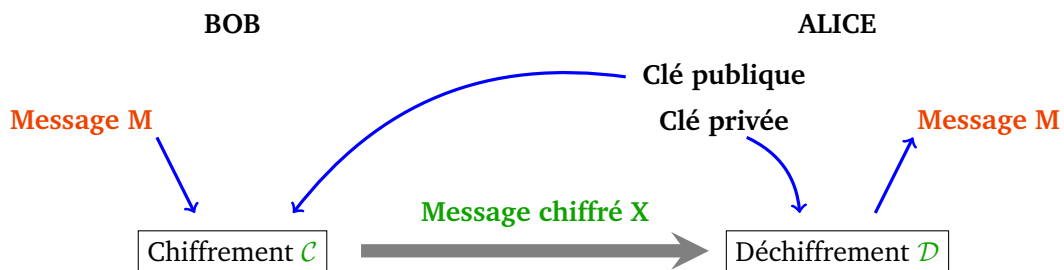 BOB
ALICE
Clé publique
Message M
Clé privée
Message M
Message chiffré X
Chiffrement 𝒞
Déchiffrement 𝒟